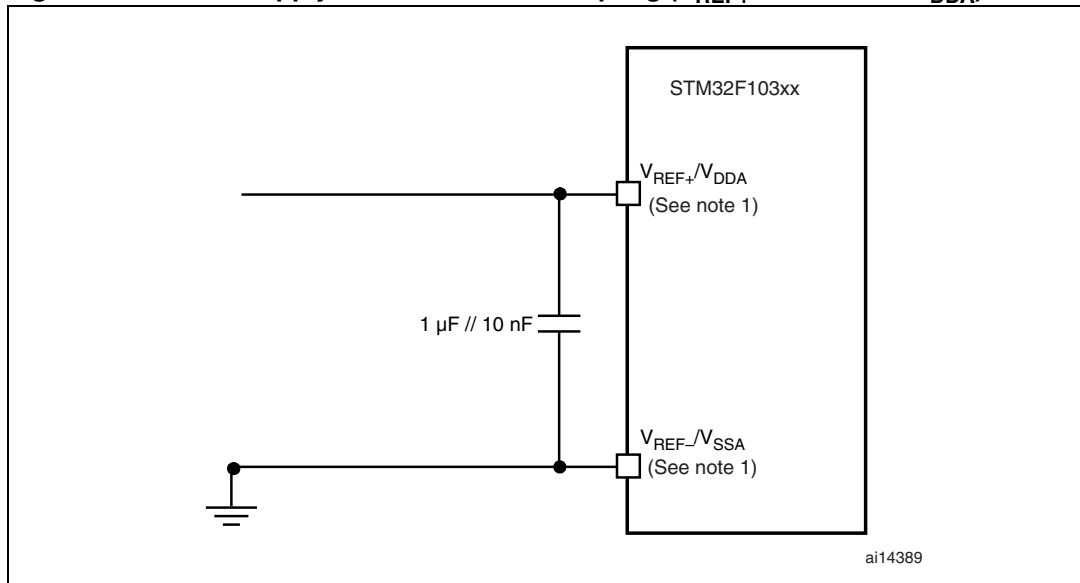 STM32F103xx
VREF+/VDDA
(See note 1)
1 µF // 10 nF
VREF–/VSSA
(See note 1)
ai14389